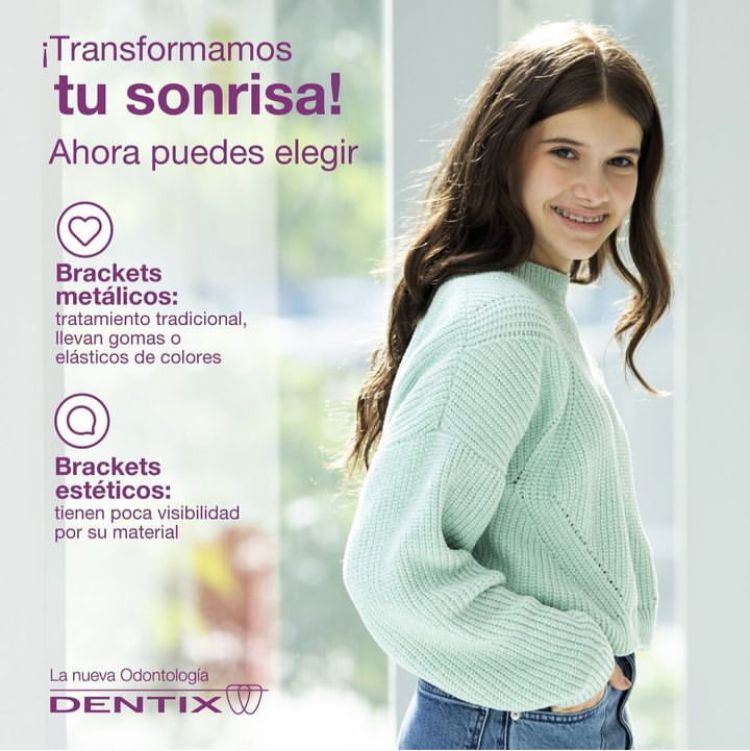 ¡Transformamos
tu sonrisa!
Ahora puedes elegir
Brackets
metálicos:
tratamiento tradicional,
llevan gomas o
elásticos de colores
Brackets
estéticos:
tienen poca visibilidad
por su material
La nueva Odontología
DENTIX